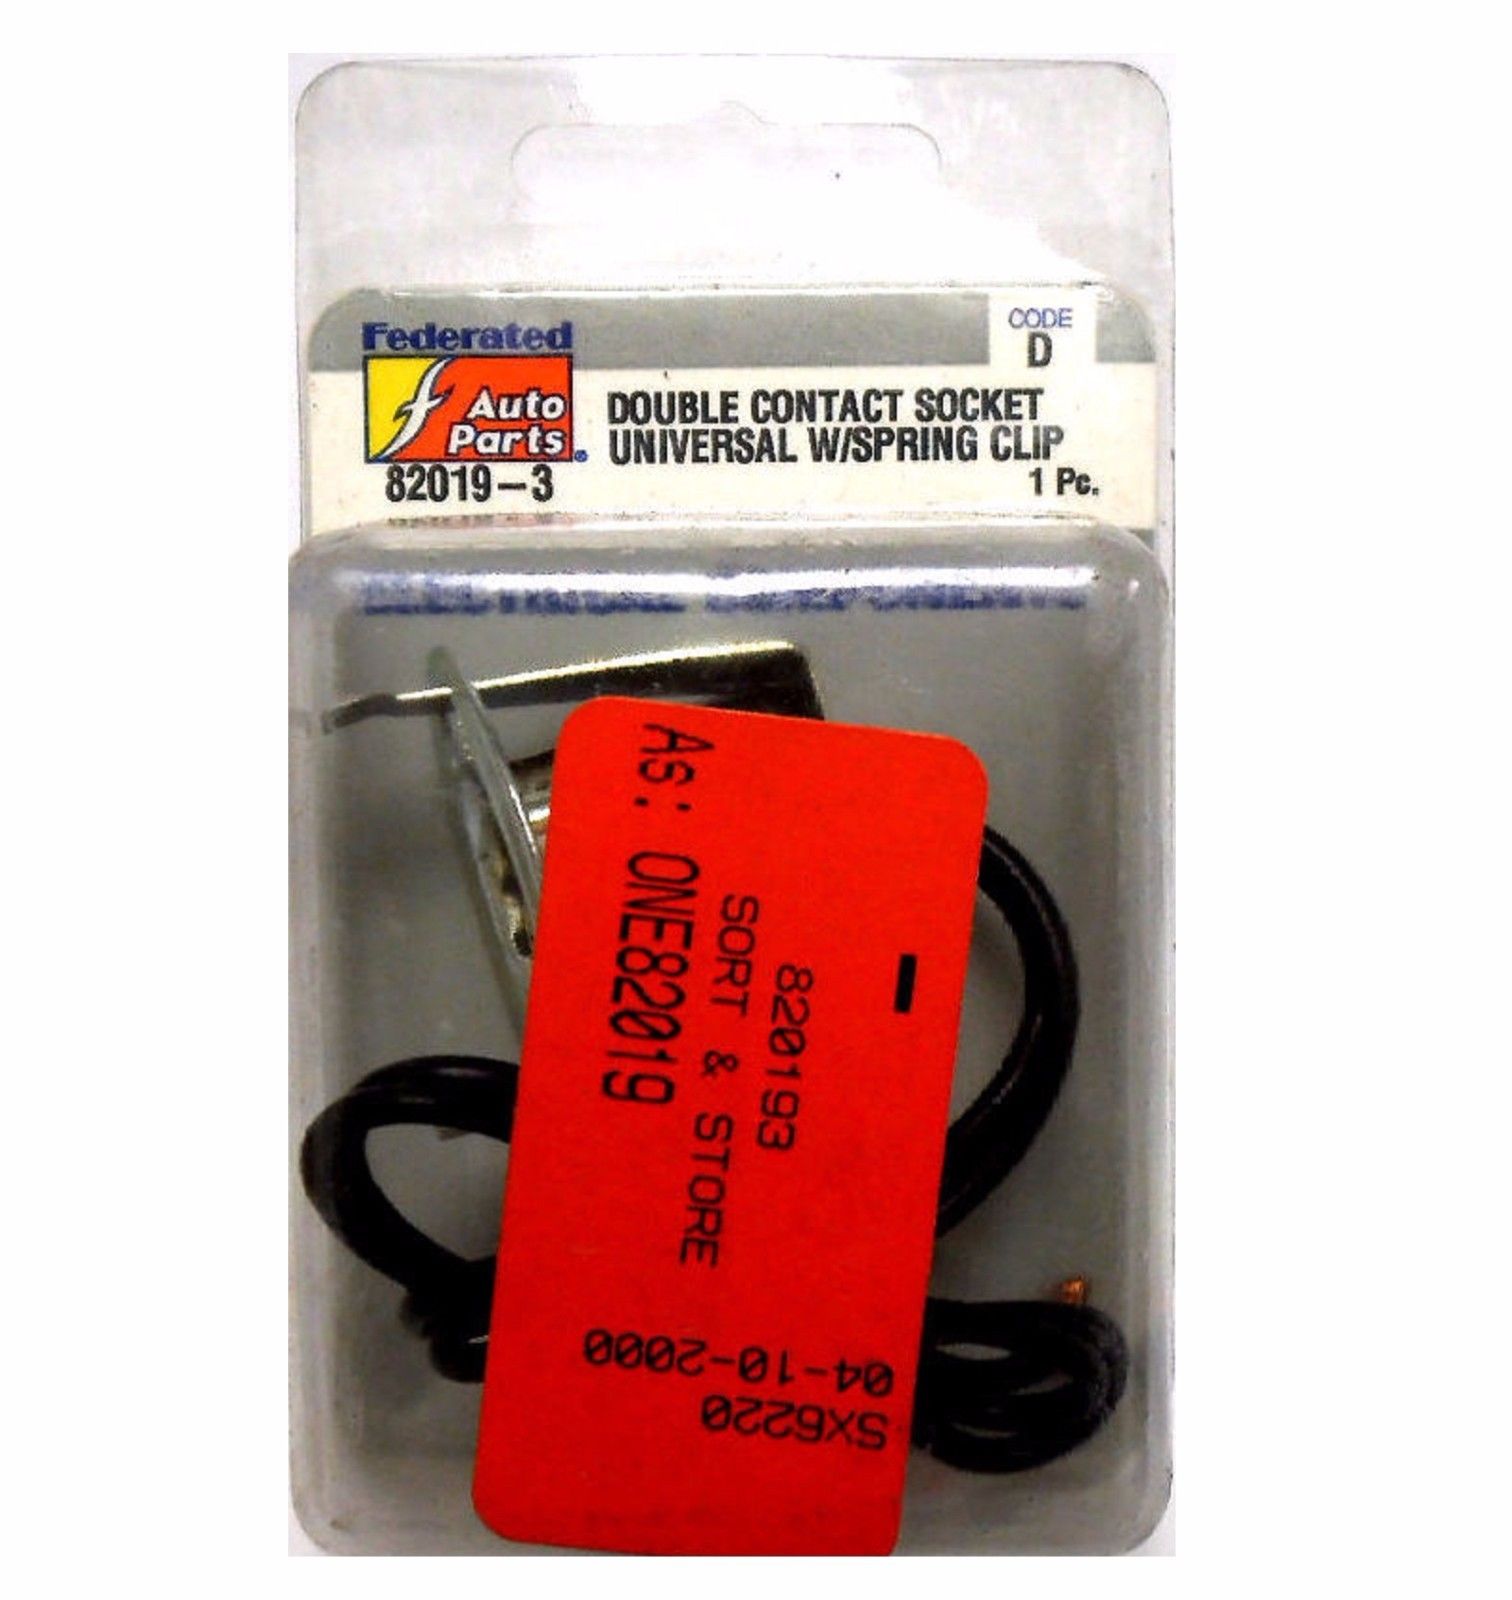 Federated
Auto
Parts
82019-3
CODE
D
DOUBLE CONTACT SOCKET
UNIVERSAL W/SPRING CLIP
1 Pc.
As: ONE82019
SORT & STORE
820193
SX6220
04-10-2000